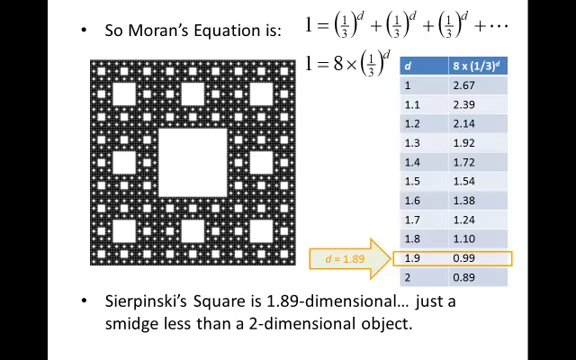 • So Moran's Equation is:
1 = (1/3)^d + (1/3)^d + (1/3)^d + ⋯
1 = 8 × (1/3)^d
d 8 x (1/3)^d
1 2.67
1.1 2.39
1.2 2.14
1.3 1.92
1.4 1.72
1.5 1.54
1.6 1.38
1.7 1.24
1.8 1.10
d = 1.89 1.9 0.99
2 0.89
• Sierpinski's Square is 1.89-dimensional… just a
smidge less than a 2-dimensional object.